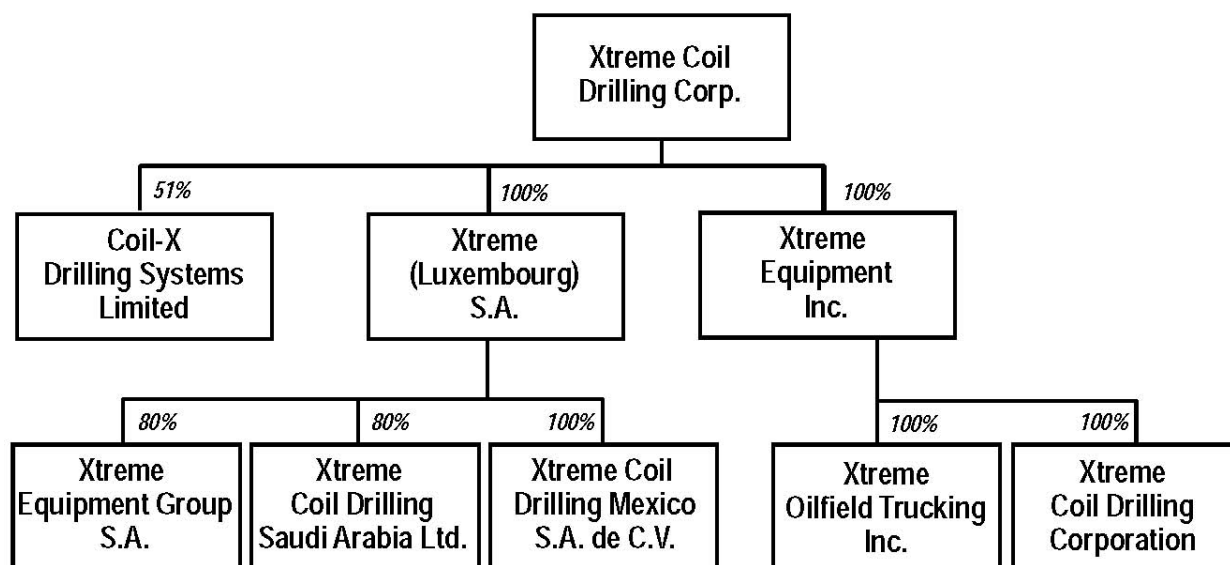 Xtreme Coil
Drilling Corp.
51%
100%
100%
Coil-X
Drilling Systems
Limited
Xtreme
(Luxembourg)
S.A.
Xtreme
Equipment
Inc.
80%
80%
100%
100%
100%
Xtreme
Equipment Group
S.A.
Xtreme
Coil Drilling
Saudi Arabia Ltd.
Xtreme Coil
Drilling Mexico
S.A. de C.V.
Xtreme
Oilfield Trucking
Inc.
Xtreme
Coil Drilling
Corporation